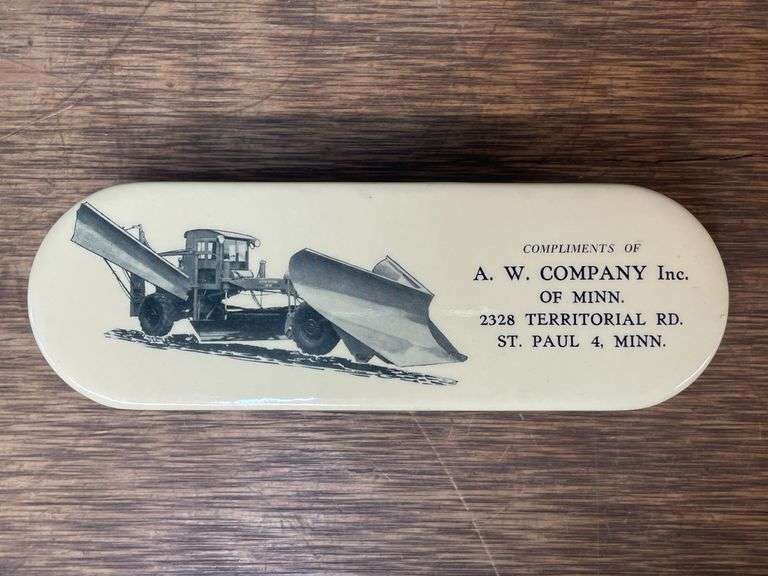 COMPLIMENTS OF
A. W. COMPANY Inc.
OF MINN.
2328 TERRITORIAL RD.
ST. PAUL 4, MINN.